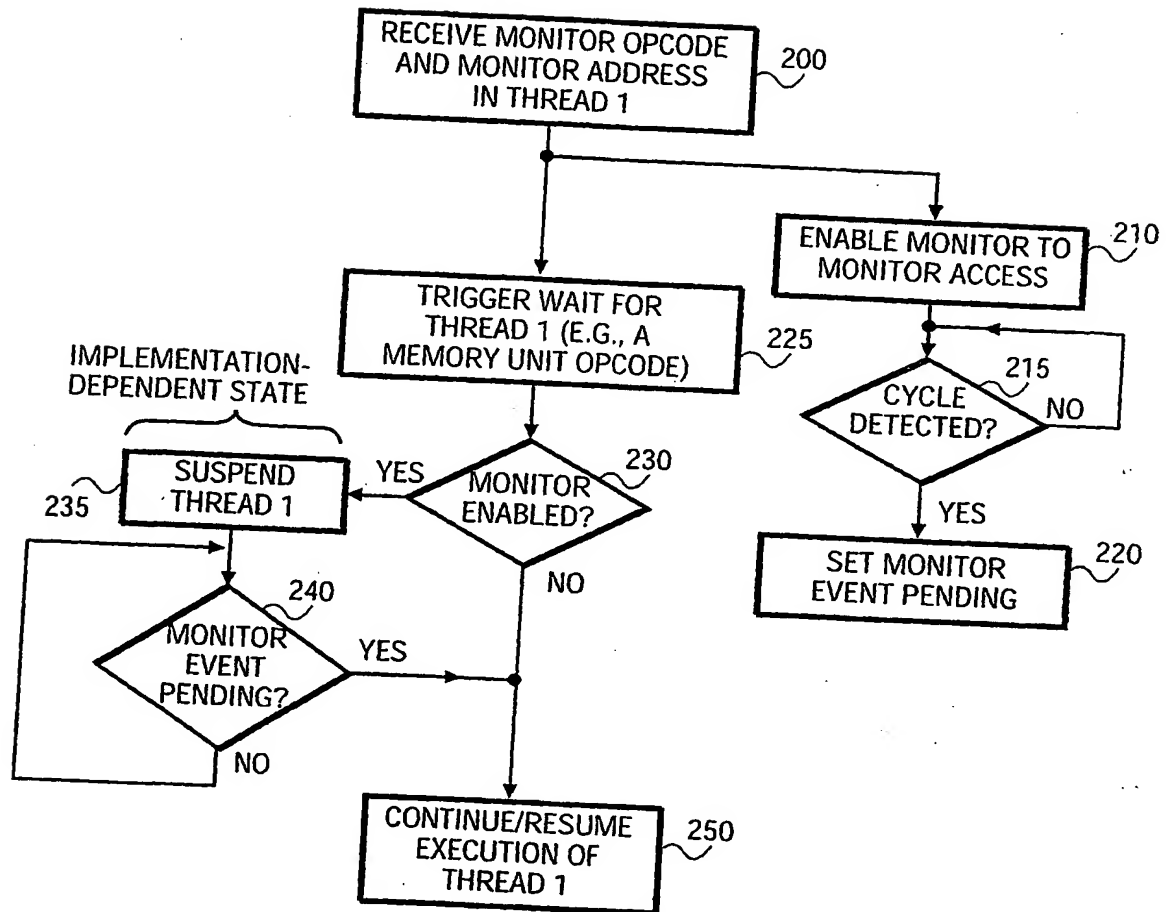 RECEIVE MONITOR OPCODE
AND MONITOR ADDRESS
IN THREAD 1
200
ENABLE MONITOR TO
MONITOR ACCESS
210
TRIGGER WAIT FOR
THREAD 1 (E.G., A
MEMORY UNIT OPCODE)
225
IMPLEMENTATION-
DEPENDENT STATE
CYCLE
DETECTED?
215
NO
YES
SUSPEND
THREAD 1
235
YES
MONITOR
ENABLED?
230
NO
SET MONITOR
EVENT PENDING
220
MONITOR
EVENT
PENDING?
240
YES
NO
CONTINUE/RESUME
EXECUTION OF
THREAD 1
250